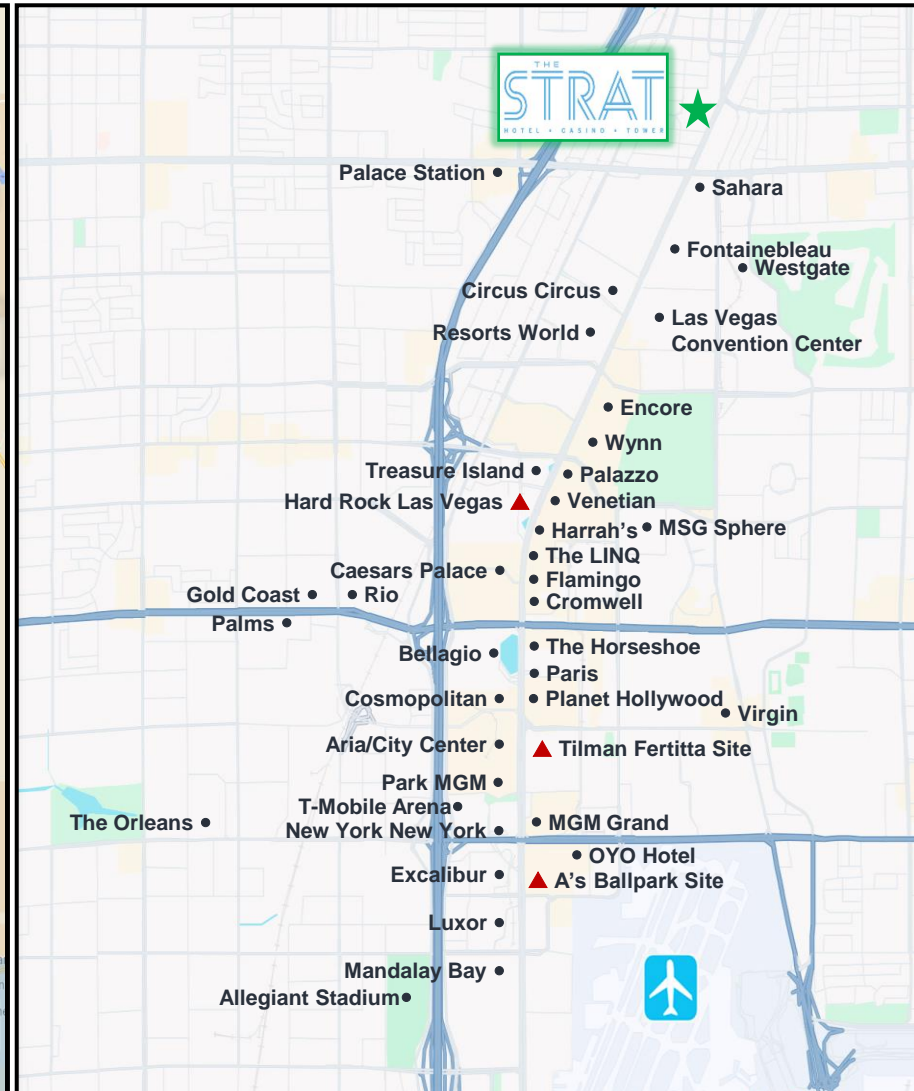 THE
STRAT
HOTEL • CASINO • TOWER
Palace Station
Sahara
Fontainebleau
Westgate
Circus Circus
Las Vegas
Convention Center
Resorts World
Encore
Wynn
Treasure Island
Palazzo
Hard Rock Las Vegas
Venetian
Harrah's
MSG Sphere
The LINQ
Caesars Palace
Flamingo
Gold Coast
Rio
Cromwell
Palms
The Horseshoe
Bellagio
Paris
Cosmopolitan
Planet Hollywood
Virgin
Aria/City Center
Tilman Fertitta Site
Park MGM
T-Mobile Arena
The Orleans
MGM Grand
New York New York
OYO Hotel
Excalibur
A's Ballpark Site
Luxor
Mandalay Bay
Allegiant Stadium